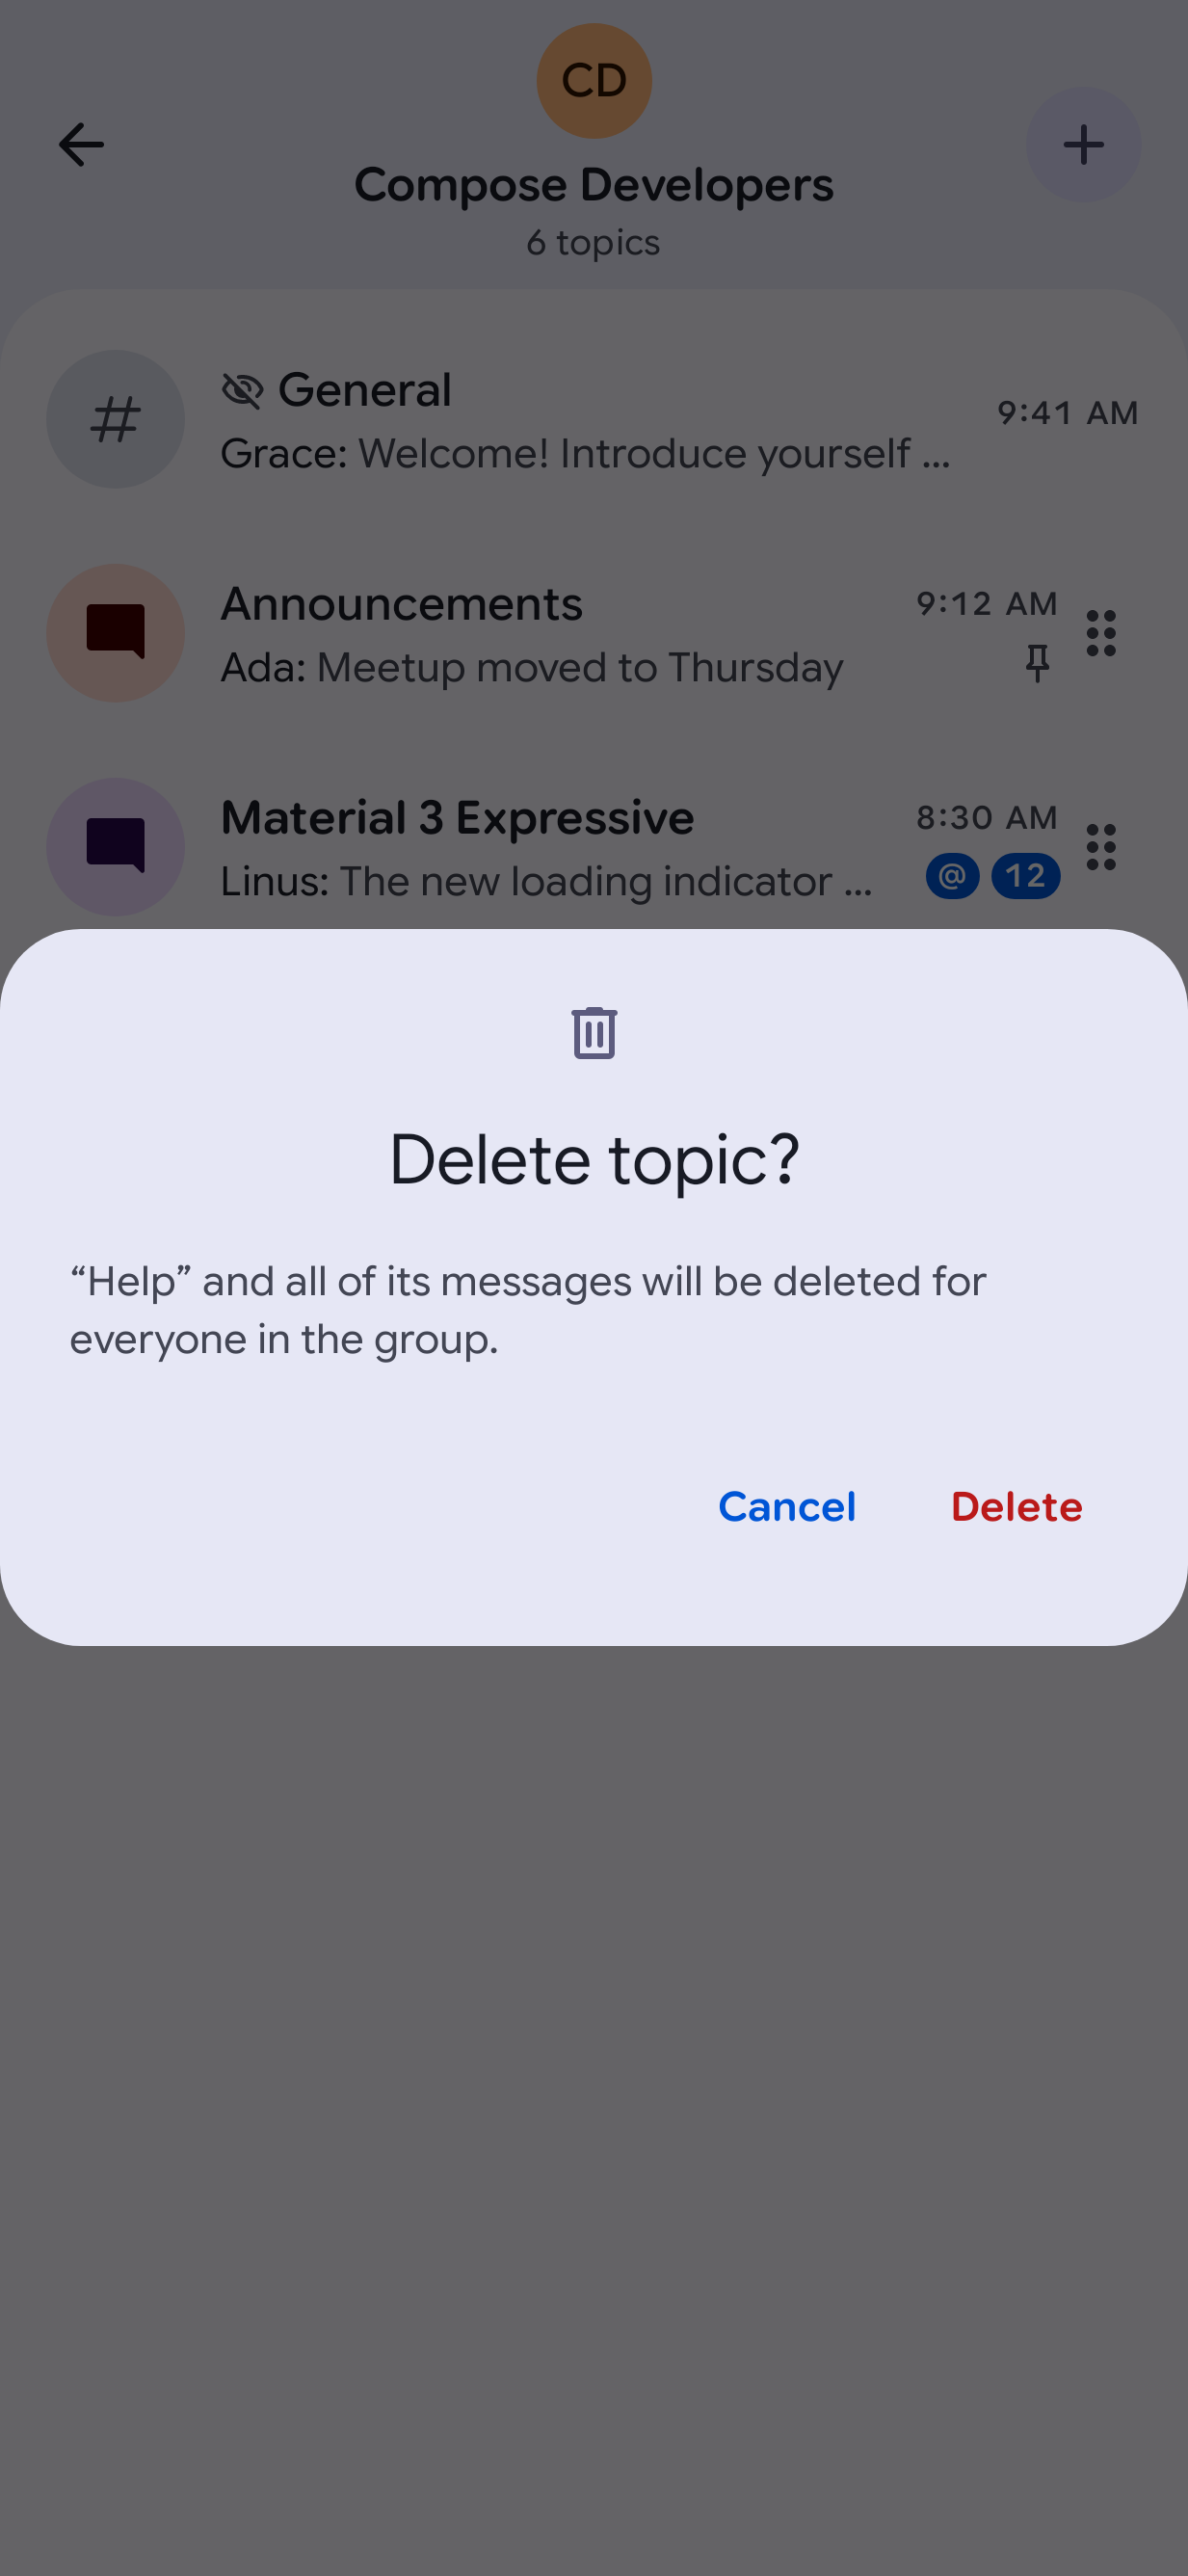 CD
Compose Developers
6 topics
General
9:41 AM
Grace: Welcome! Introduce yourself ...
Announcements
9:12 AM
Ada: Meetup moved to Thursday
Material 3 Expressive
8:30 AM
Linus: The new loading indicator ...
@ 12
Delete topic?
“Help” and all of its messages will be deleted for
everyone in the group.
Cancel
Delete